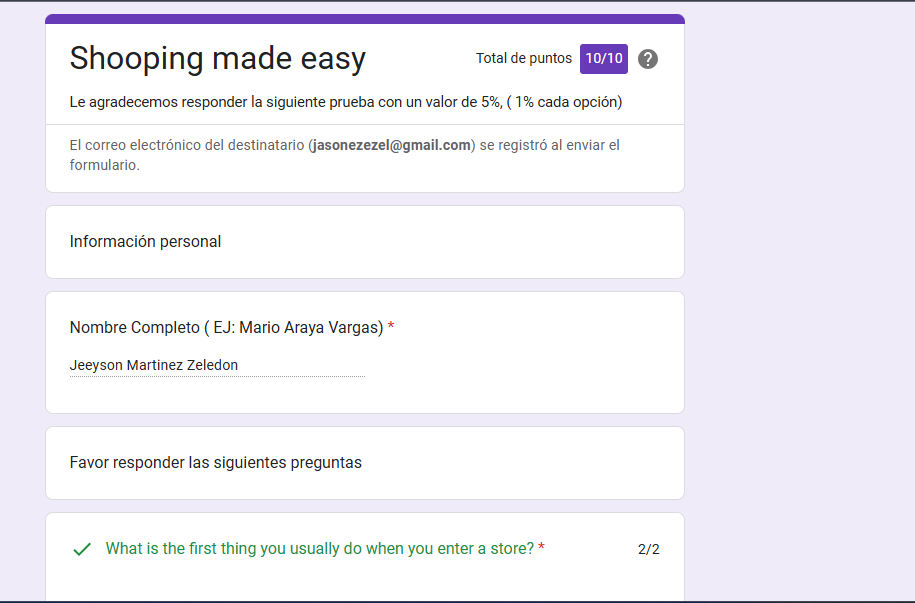 Shooping made easy
Total de puntos 10/10
Le agradecemos responder la siguiente prueba con un valor de 5%, ( 1% cada opción)
El correo electrónico del destinatario (jasonezezel@gmail.com) se registró al enviar el
formulario.
Información personal
Nombre Completo ( EJ: Mario Araya Vargas) *
Jeeyson Martinez Zeledon
Favor responder las siguientes preguntas
What is the first thing you usually do when you enter a store? * 2/2